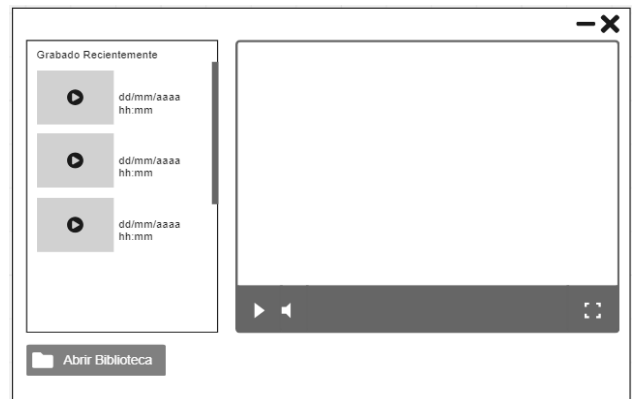 Grabado Recientemente
dd/mm/aaaa
hh:mm
dd/mm/aaaa
hh:mm
dd/mm/aaaa
hh:mm
Abrir Biblioteca